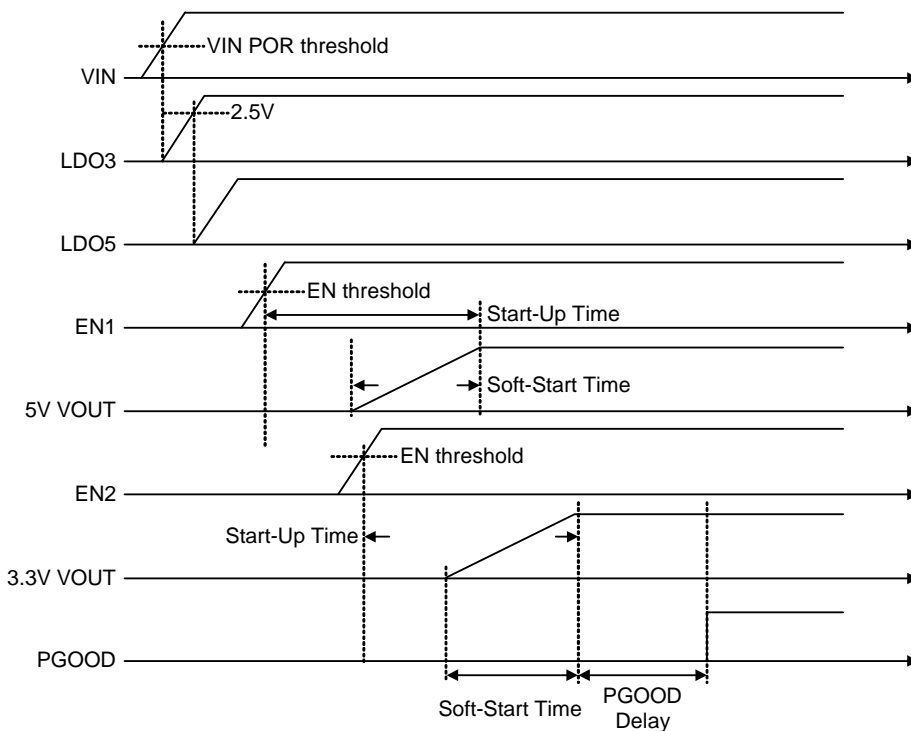 VIN POR threshold
VIN
2.5V
LDO3
LDO5
EN threshold
Start-Up Time
EN1
Soft-Start Time
5V VOUT
EN threshold
EN2
Start-Up Time
3.3V VOUT
PGOOD
Soft-Start Time
PGOOD
Delay